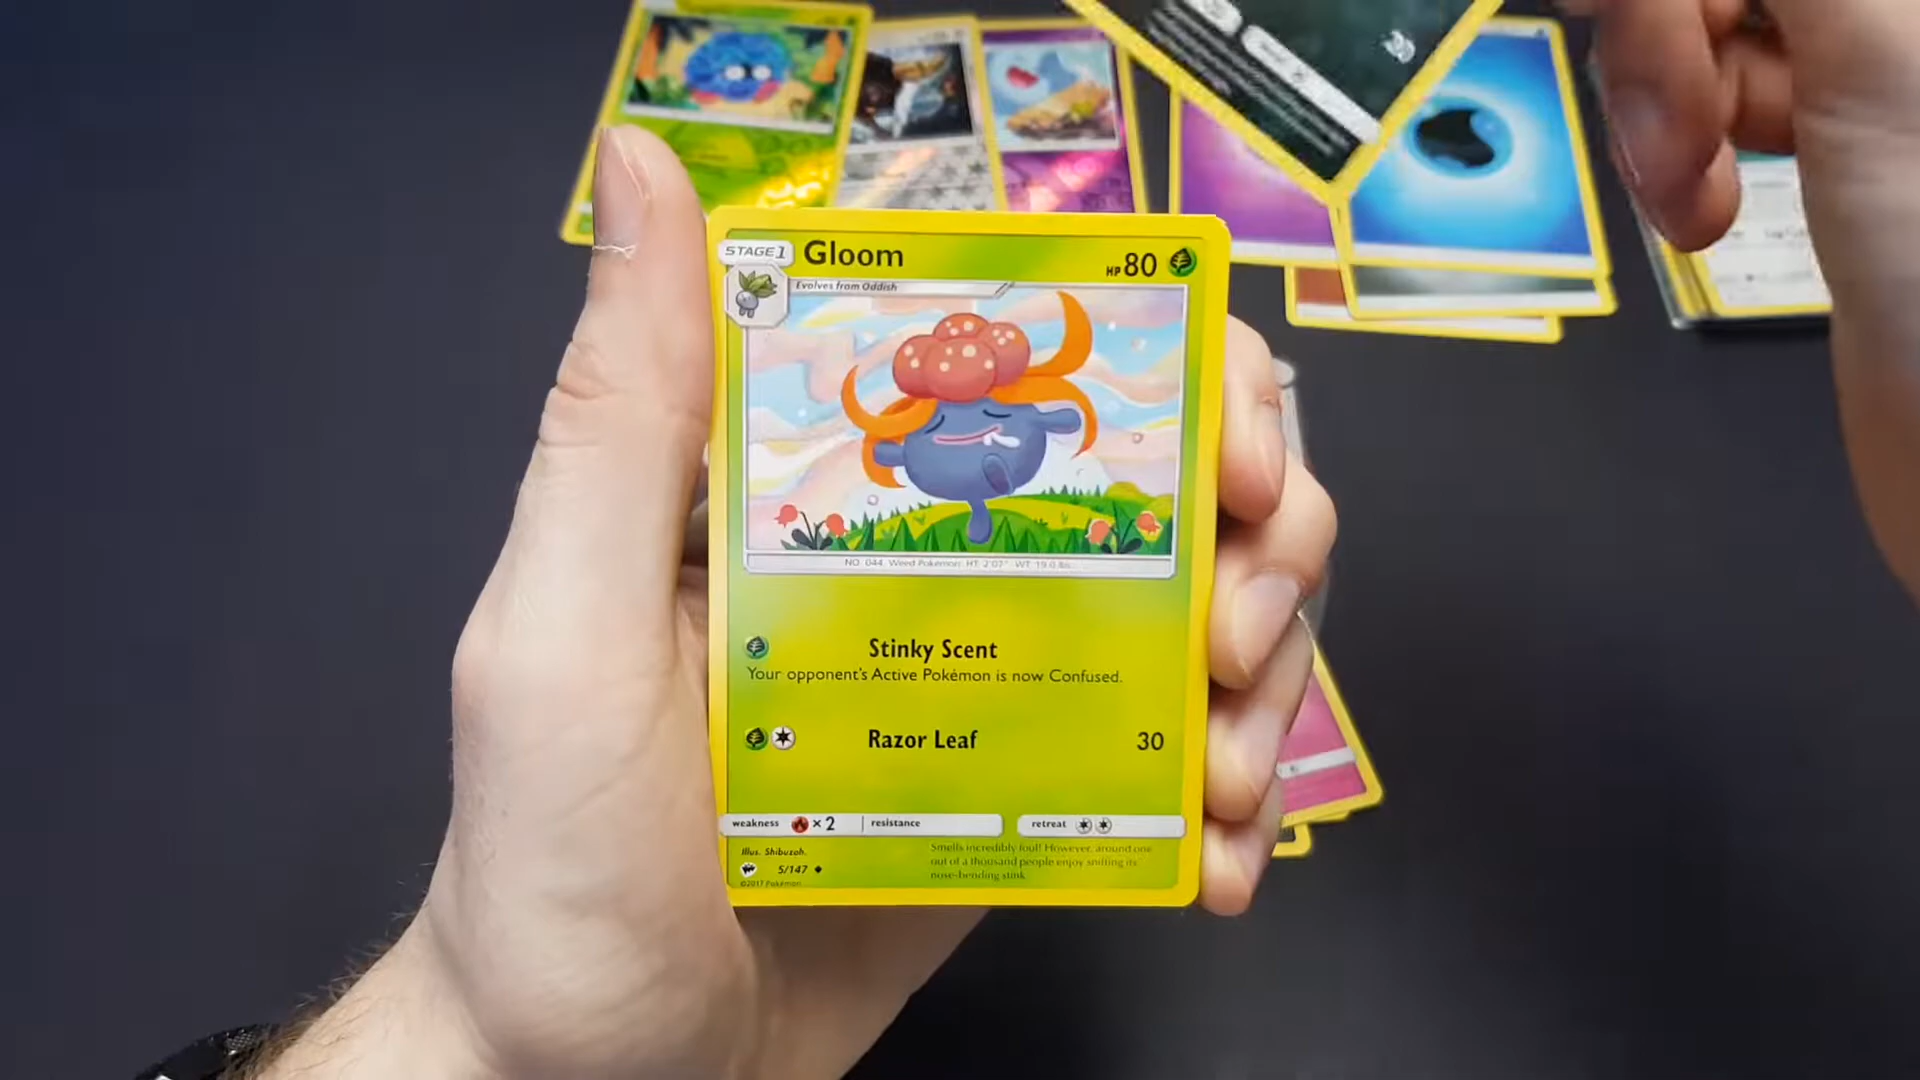 STAGE 1 Gloom HP 80
Evolves from Oddish
NO. 044 Weed Pokémon HT: 2'07" WT: 19.0 lbs.
Stinky Scent
Your opponent's Active Pokémon is now Confused.
Razor Leaf 30
weakness ×2 resistance retreat
Illus. Shibuzoh.
Smells incredibly foul! However, around one
out of a thousand people enjoy sniffing its
nose-bending stink.
5/147
©2017 Pokémon